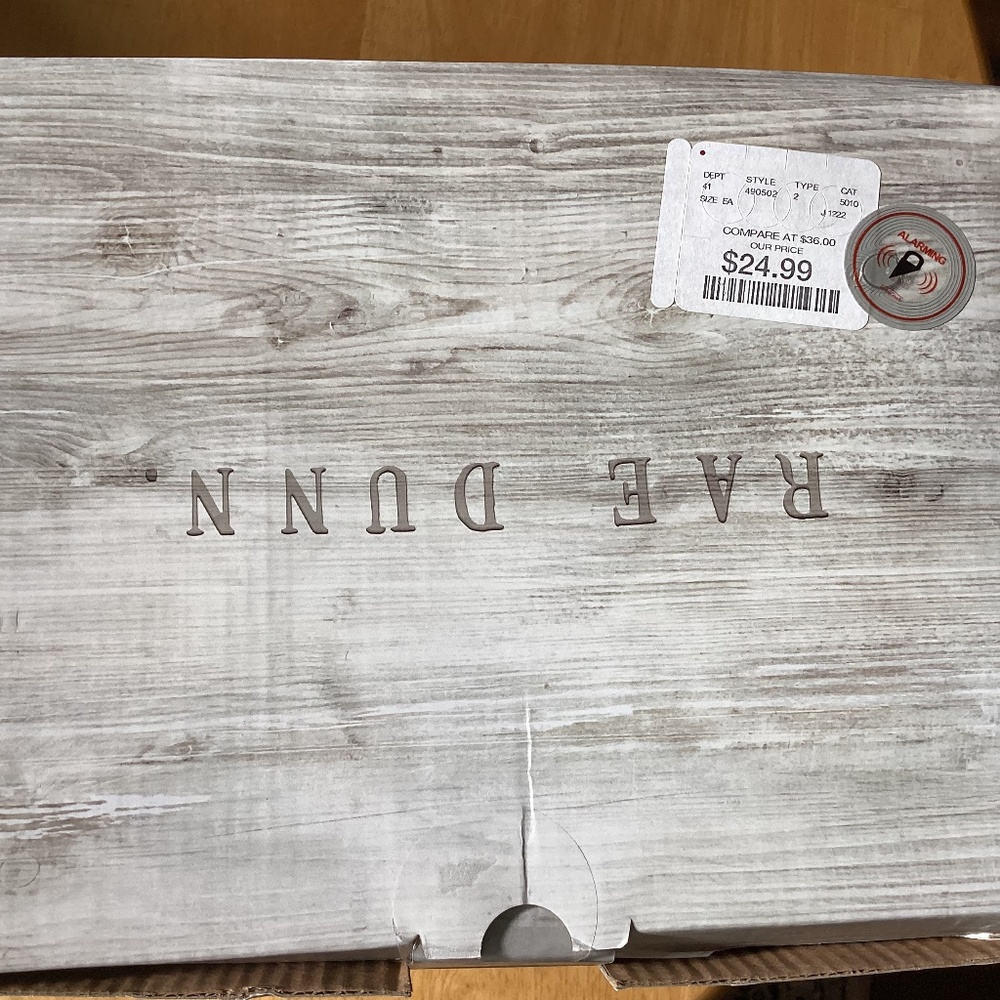 DEPT STYLE TYPE CAT
41 490502 2 5010
SIZE EA J1222
COMPARE AT $36.00
OUR PRICE
$24.99
ALARMING
RAE DUNN.